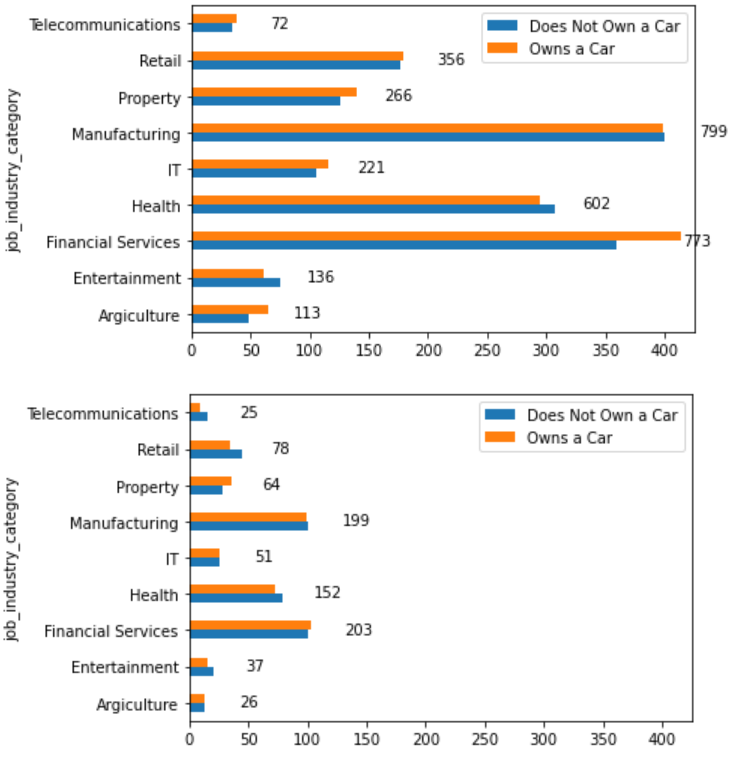 job_industry_category
Telecommunications
72
Does Not Own a Car
Owns a Car
Retail
356
Property
266
Manufacturing
799
IT
221
Health
602
Financial Services
773
Entertainment
136
Argiculture
113
0 50 100 150 200 250 300 350 400
job_industry_category
Telecommunications
25
Does Not Own a Car
Owns a Car
Retail
78
Property
64
Manufacturing
199
IT
51
Health
152
Financial Services
203
Entertainment
37
Argiculture
26
0 50 100 150 200 250 300 350 400